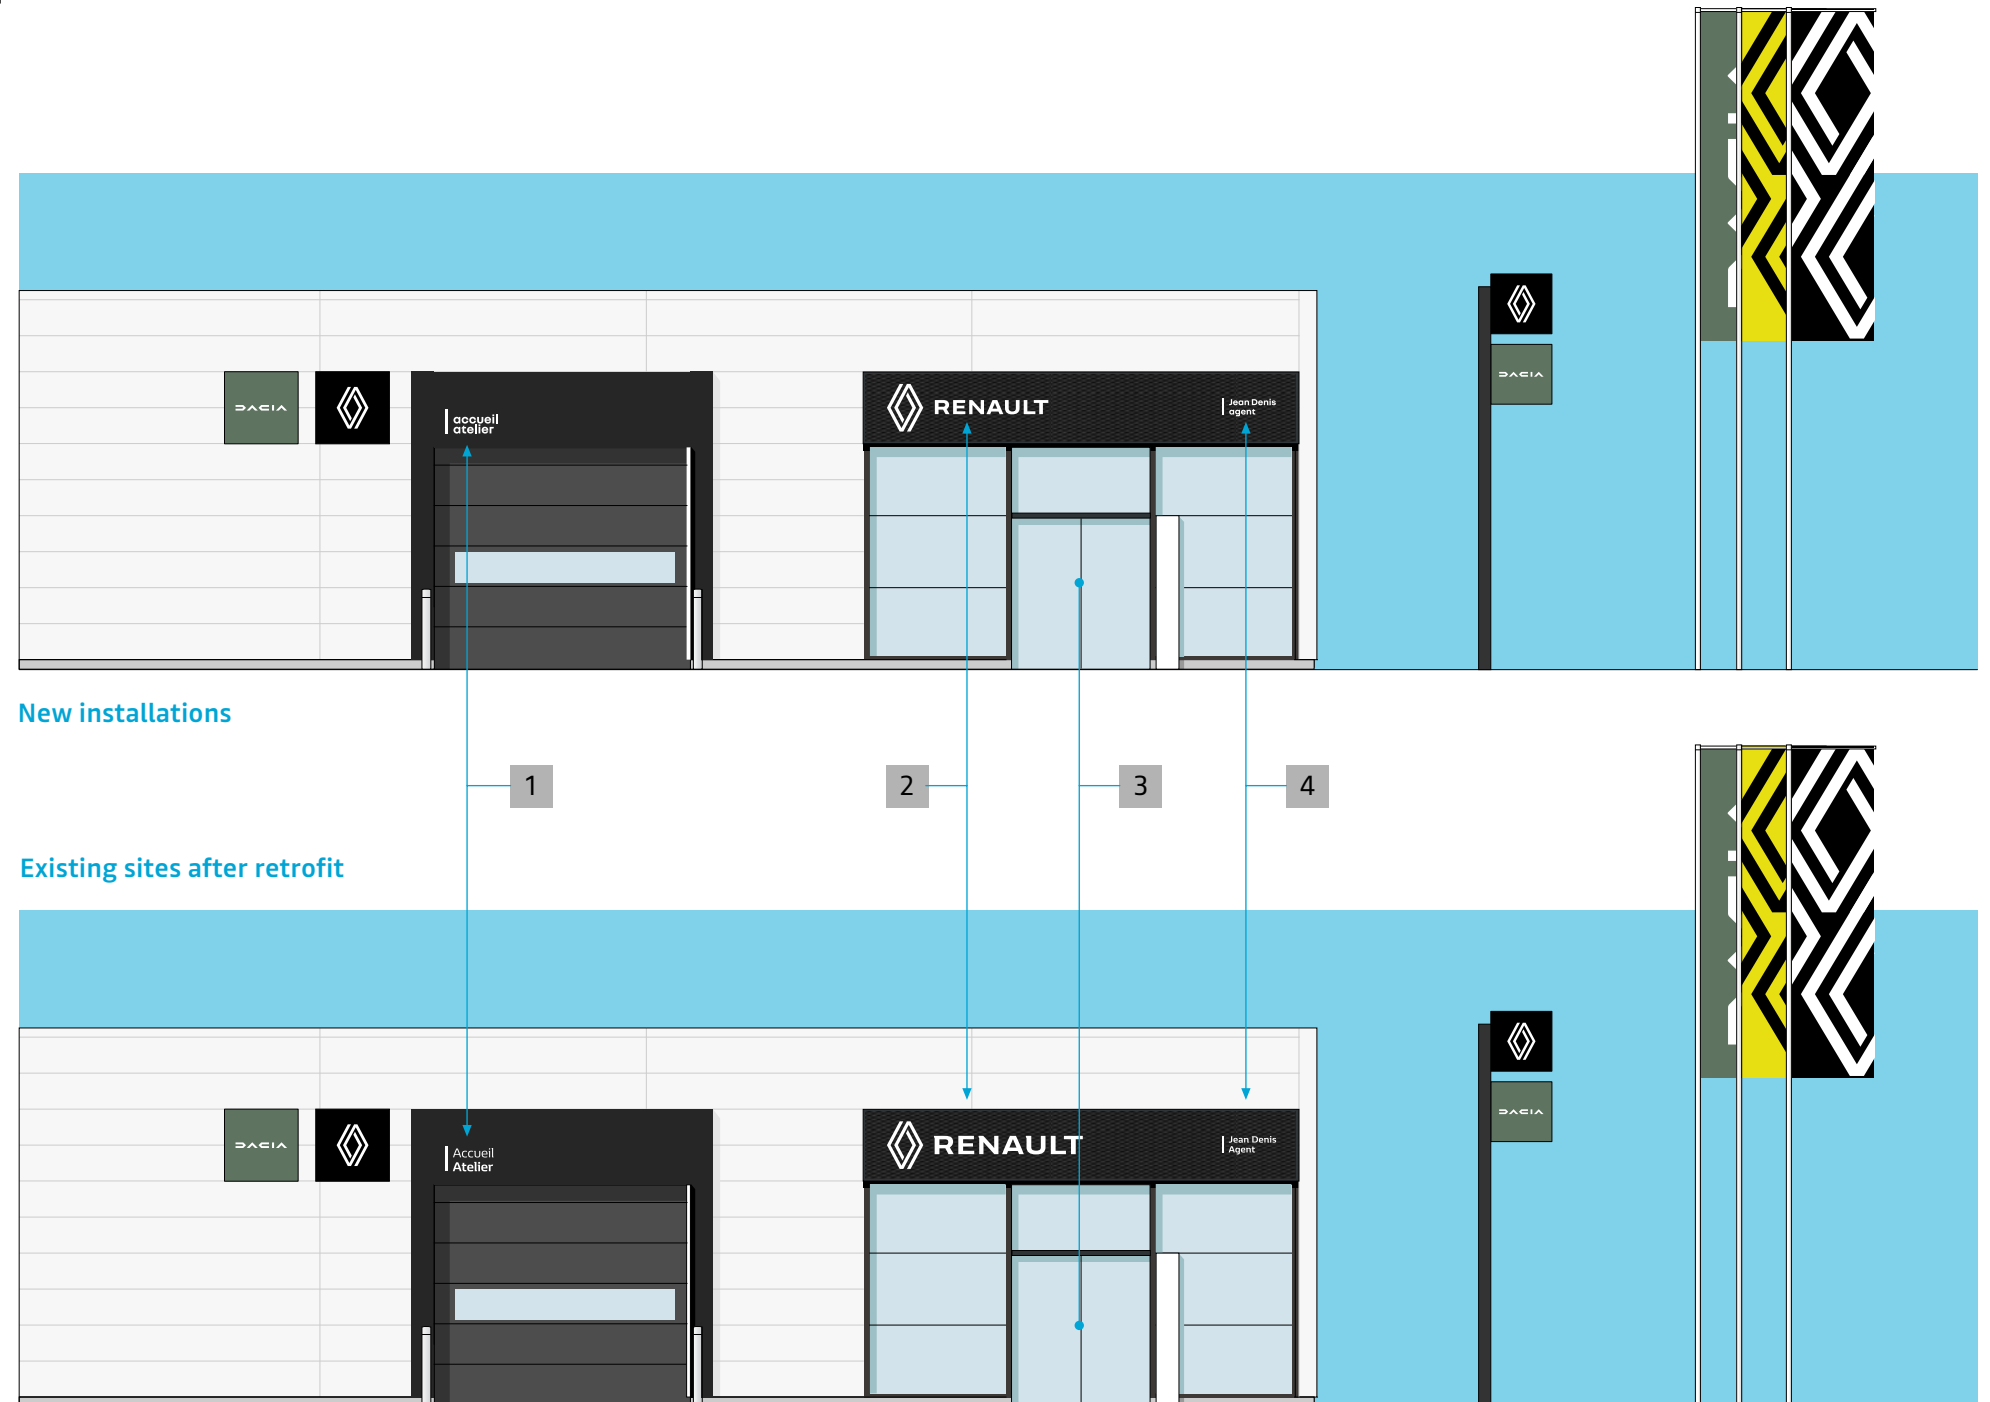 DACIA
accueil
atelier
RENAULT
Jean Denis
agent
DACIA
New installations
1
2
3
4
Existing sites after retrofit
DACIA
Accueil
Atelier
RENAULT
Jean Denis
Agent
DACIA